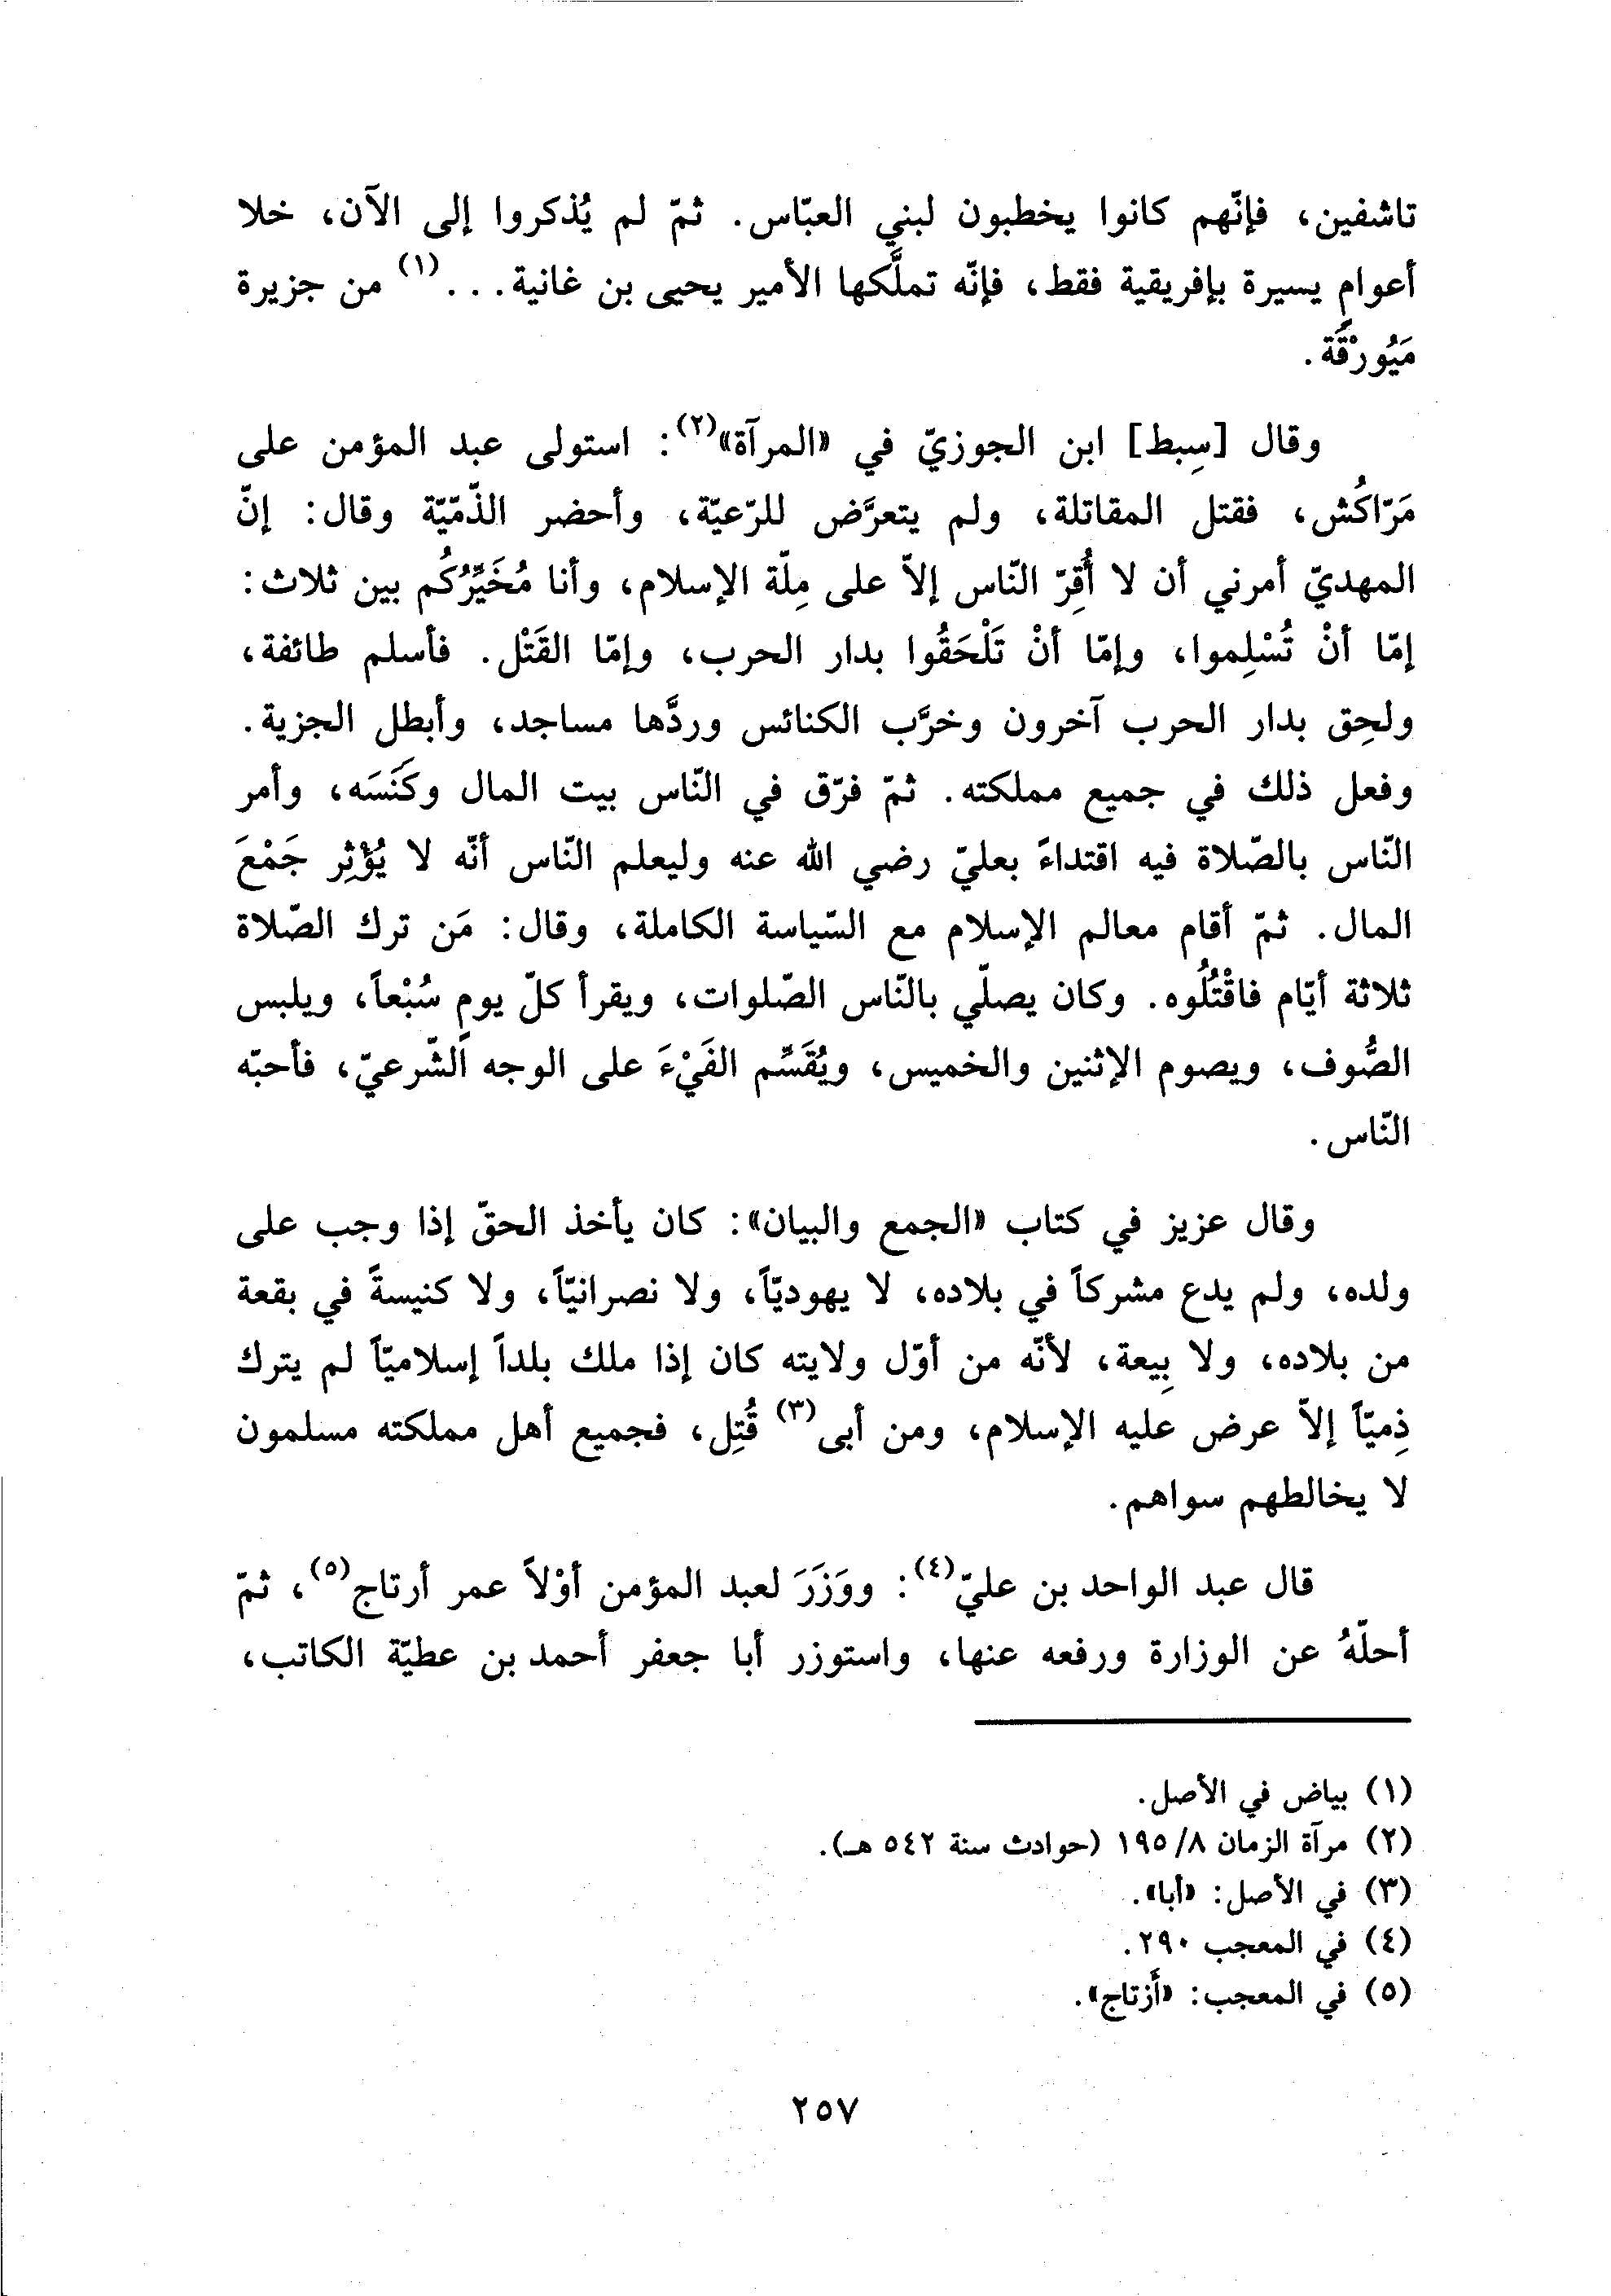 تاشفين، فإنّهم كانوا يخطبون لبني العبّاس. ثمّ لم يُذكروا إلى الآن، خلا
أعوامٍ يسيرة بإفريقية فقط، فإنّه تملَّكها الأمير يحيى بن غانية. . .(١) من جزيرة
مَيُورْقَة.
وقال [سِبط] ابن الجوزيّ في «المرآة»(٢): استولى عبد المؤمن على
مَرّاكُش، فقتل المقاتلة، ولم يتعرَّض للرّعيّة، وأحضر الذّمّيّة وقال: إنّ
المهديّ أمرني أن لا أُقِرّ النّاس إلاّ على مِلّة الإسلام، وأنا مُخَيِّرُكُم بين ثلاث:
إمّا أنْ تُسْلِموا، وإمّا أنْ تَلْحَقُوا بدار الحرب، وإمّا القَتْل. فأسلم طائفة،
ولحِق بدار الحرب آخرون وخرَّب الكنائس وردَّها مساجد، وأبطل الجزية.
وفعل ذلك في جميع مملكته. ثمّ فرّق في النّاس بيت المال وكَنَسَه، وأمر
النّاس بالصّلاة فيه اقتداءً بعليّ رضي الله عنه وليعلم النّاس أنّه لا يُؤْثِر جَمْعَ
المال. ثمّ أقام معالم الإسلام مع السّياسة الكاملة، وقال: مَن ترك الصّلاة
ثلاثة أيّام فاقْتُلُوه. وكان يصلّي بالنّاس الصّلوات، ويقرأ كلّ يومٍ سُبْعاً، ويلبس
الصُّوف، ويصوم الإثنين والخميس، ويُقَسِّم الفَيْءَ على الوجه الشّرعيّ، فأحبّه
النّاس.
وقال عزيز في كتاب «الجمع والبيان»: كان يأخذ الحقّ إذا وجب على
ولده، ولم يدع مشركاً في بلاده، لا يهوديّاً، ولا نصرانيّاً، ولا كنيسةً في بقعة
من بلاده، ولا بِيعة، لأنّه من أوّل ولايته كان إذا ملك بلداً إسلاميّاً لم يترك
ذِميّاً إلاّ عرض عليه الإسلام، ومن أبى(٣) قُتِل، فجميع أهل مملكته مسلمون
لا يخالطهم سواهم.
قال عبد الواحد بن عليّ(٤): ووَزَرَ لعبد المؤمن أوْلاً عمر أرتاج(٥)، ثمّ
أحلّهُ عن الوزارة ورفعه عنها، واستوزر أبا جعفر أحمد بن عطيّة الكاتب،
(١) بياض في الأصل.
(٢) مرآة الزمان ٨/ ١٩٥ (حوادث سنة ٥٤٢ هـ).
(٣) في الأصل: «أبا».
(٤) في المعجب ٢٩٠.
(٥) في المعجب: «أَزتاج».
٢٥٧